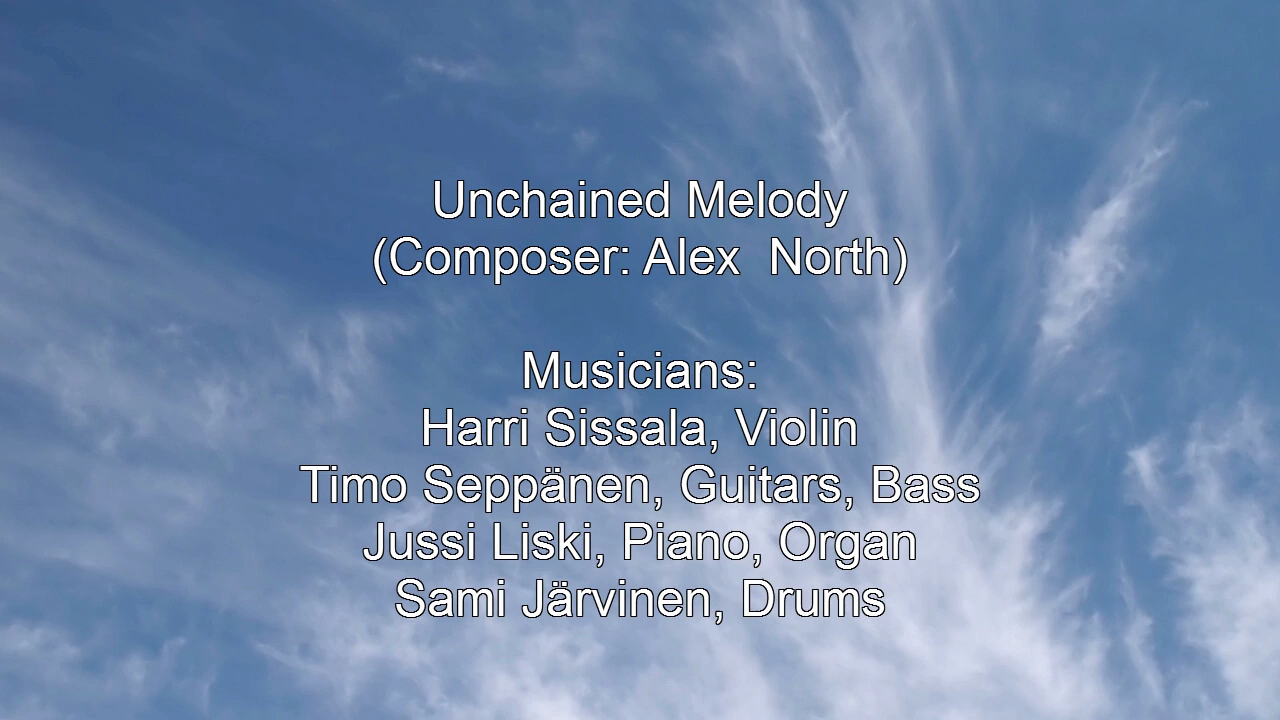 Unchained Melody
(Composer: Alex  North)
Musicians:
Harri Sissala, Violin
Timo Seppänen, Guitars, Bass
Jussi Liski, Piano, Organ
Sami Järvinen, Drums